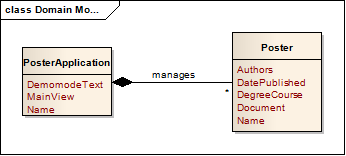 class Domain Mo...
PosterApplication
DemomodeText
MainView
Name
manages
*
Poster
Authors
DatePublished
DegreeCourse
Document
Name